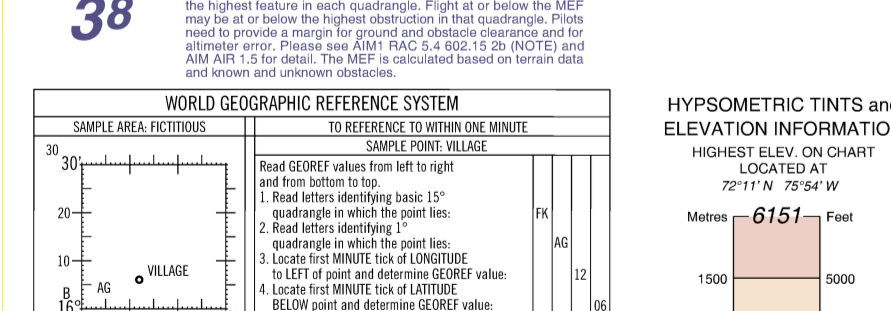 38
the highest feature in each quadrangle. Flight at or below the MEF
may be at or below the highest obstruction in that quadrangle. Pilots
need to provide a margin for ground and obstacle clearance and for
altimeter error. Please see AIM1 RAC 5.4 602.15 2b (NOTE) and
AIM AIR 1.5 for detail. The MEF is calculated based on terrain data
and known and unknown obstacles.
WORLD GEOGRAPHIC REFERENCE SYSTEM
SAMPLE AREA: FICTITIOUS
30
30'
20
10
VILLAGE
AG
B
16°
TO REFERENCE TO WITHIN ONE MINUTE
SAMPLE POINT: VILLAGE
Read GEOREF values from left to right
and from bottom to top.
1. Read letters identifying basic 15°
quadrangle in which the point lies: FK
2. Read letters identifying 1°
quadrangle in which the point lies: AG
3. Locate first MINUTE tick of LONGITUDE
to LEFT of point and determine GEOREF value: 12
4. Locate first MINUTE tick of LATITUDE
BELOW point and determine GEOREF value: 06
HYPSOMETRIC TINTS an
ELEVATION INFORMATIO
HIGHEST ELEV. ON CHART
LOCATED AT
72°11' N 75°54' W
Metres 6151 Feet
1500 5000